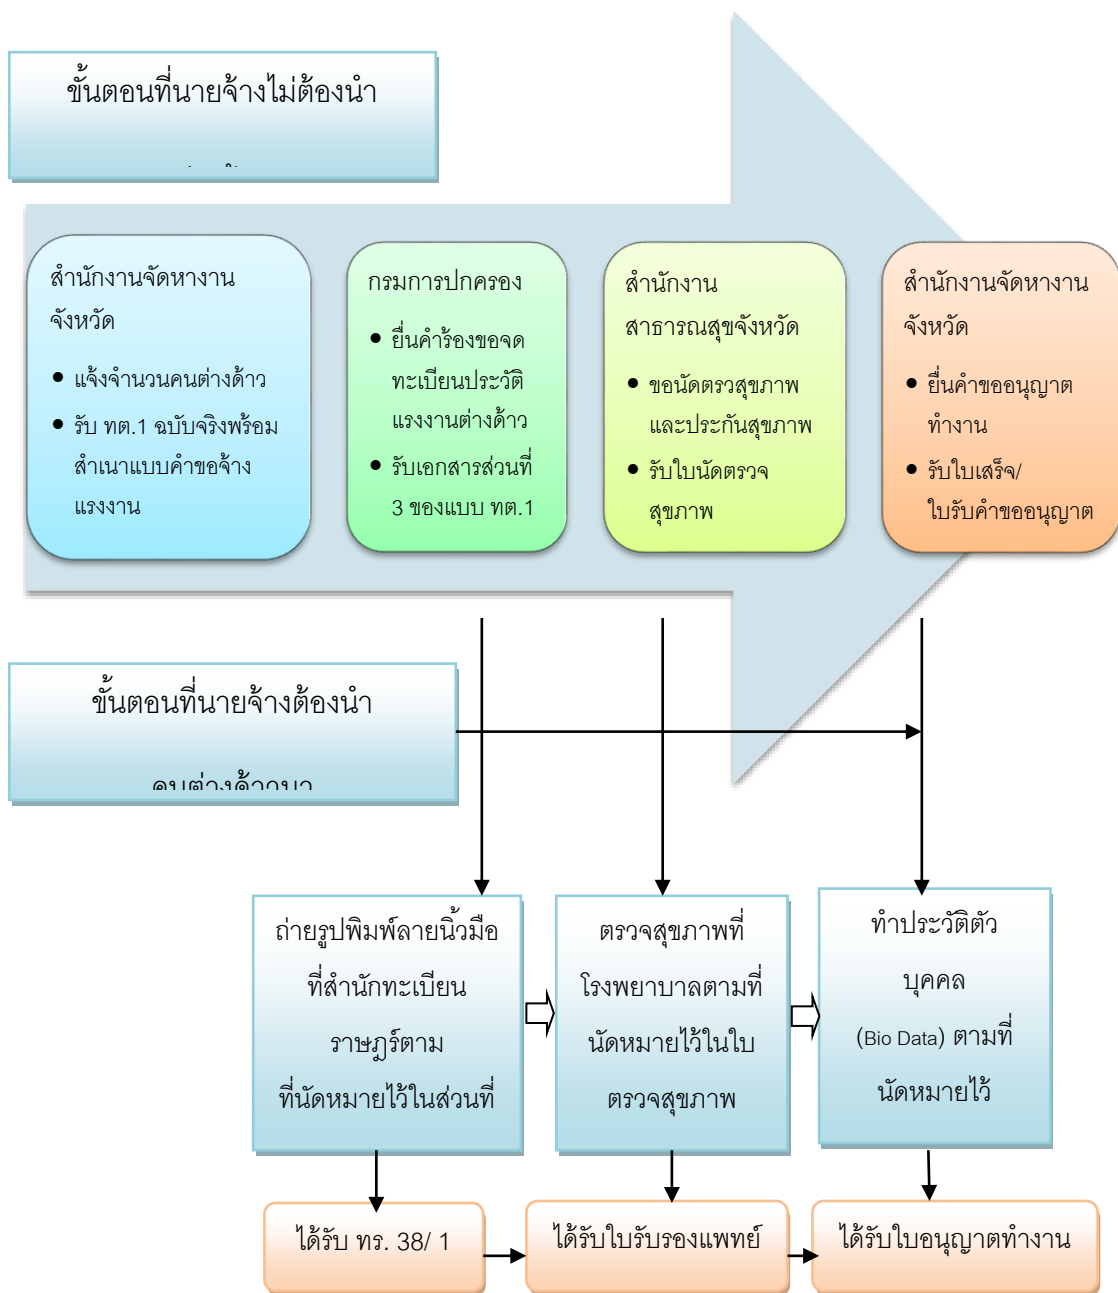 ขั้นตอนที่นายจ้างไม่ต้องนำ
สำนักงานจัดหางาน
จังหวัด
• แจ้งจำนวนคนต่างด้าว
• รับ ทต.1 ฉบับจริงพร้อม
สำเนาแบบคำขอจ้าง
แรงงาน
กรมการปกครอง
• ยื่นคำร้องขอจด
ทะเบียนประวัติ
แรงงานต่างด้าว
• รับเอกสารส่วนที่
3 ของแบบ ทต.1
สำนักงาน
สาธารณสุขจังหวัด
• ขอนัดตรวสุขภาพ
และประกันสุขภาพ
• รับใบนัดตรวจ
สุขภาพ
สำนักงานจัดหางาน
จังหวัด
• ยื่นคำขออนุญาต
ทำงาน
• รับใบเสร็จ/
ใบรับคำขออนุญาต
ขั้นตอนที่นายจ้างต้องนำ
คนต่างด้าวมา
ถ่ายรูปพิมพ์ลายนิ้วมือ
ที่สำนักทะเบียน
ราษฎร์ตาม
ที่นัดหมายไว้ในส่วนที่
ตรวจสุขภาพที่
โรงพยาบาลตามที่
นัดหมายไว้ในใบ
ตรวจสุขภาพ
ทำประวัติตัว
บุคคล
(Bio Data) ตามที่
นัดหมายไว้
ได้รับ ทร. 38/ 1
ได้รับใบรับรองแพทย์
ได้รับใบอนุญาตทำงาน